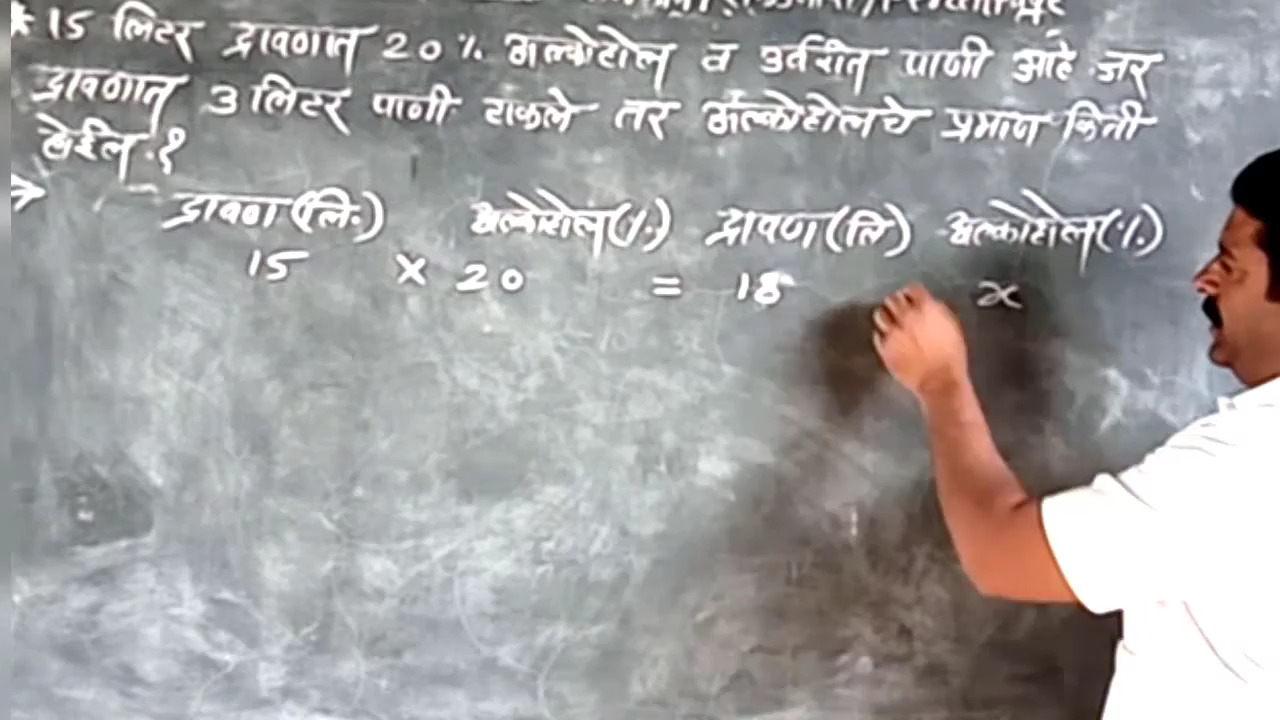 * 15 लिटर द्रावणात 20% अल्कोहोल व उर्वरीत पाणी आहे. जर
द्रावणात 3 लिटर पाणी टाकले तर अल्कोहोलचे प्रमाण किती
होईल.?
→ द्रावण (लि.) अल्कोहोल (%) द्रावण (लि) अल्कोहोल (%)
15 × 20 = 18 x